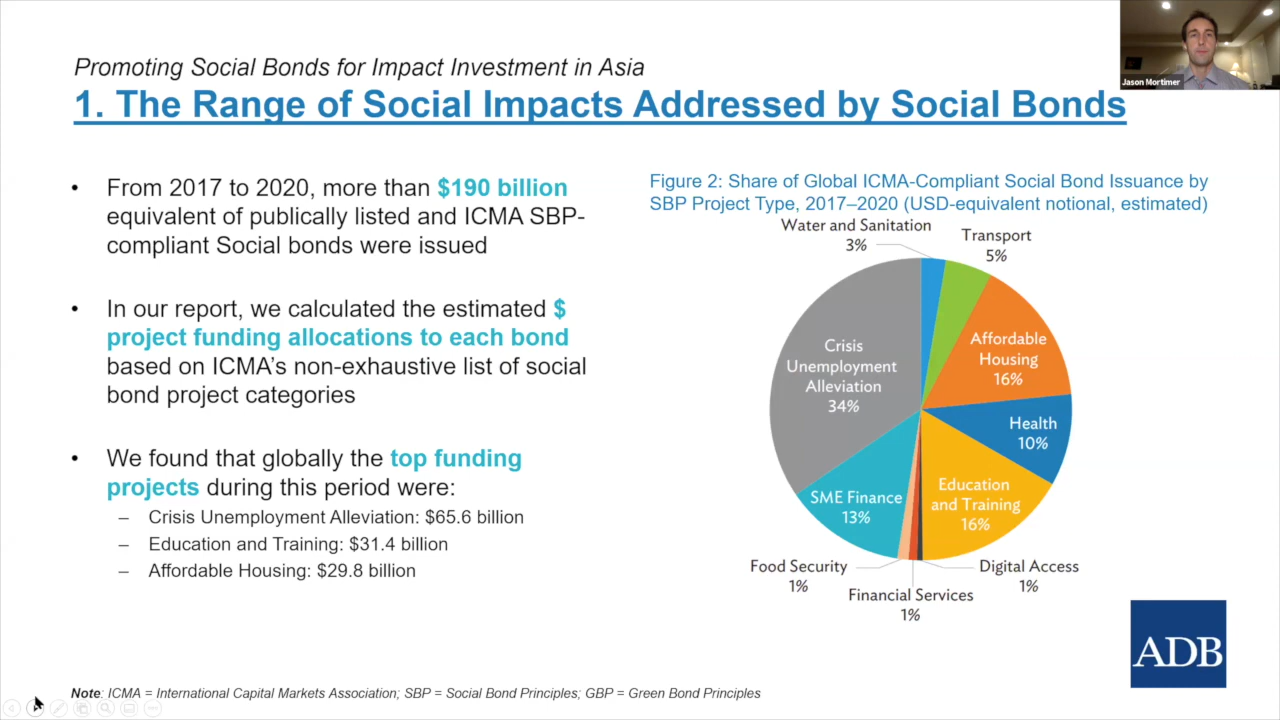 Promoting Social Bonds for Impact Investment in Asia
1. The Range of Social Impacts Addressed by Social Bonds
Jason Mortimer
• From 2017 to 2020, more than $190 billion
equivalent of publically listed and ICMA SBP-
compliant Social bonds were issued
• In our report, we calculated the estimated $
project funding allocations to each bond
based on ICMA's non-exhaustive list of social
bond project categories
• We found that globally the top funding
projects during this period were:
– Crisis Unemployment Alleviation: $65.6 billion
– Education and Training: $31.4 billion
– Affordable Housing: $29.8 billion
Figure 2: Share of Global ICMA-Compliant Social Bond Issuance by
SBP Project Type, 2017–2020 (USD-equivalent notional, estimated)
Water and Sanitation
3%
Transport
5%
Affordable
Housing
16%
Health
10%
Education
and Training
16%
Digital Access
1%
Financial Services
1%
Food Security
1%
SME Finance
13%
Crisis
Unemployment
Alleviation
34%
ADB
Note: ICMA = International Capital Markets Association; SBP = Social Bond Principles; GBP = Green Bond Principles